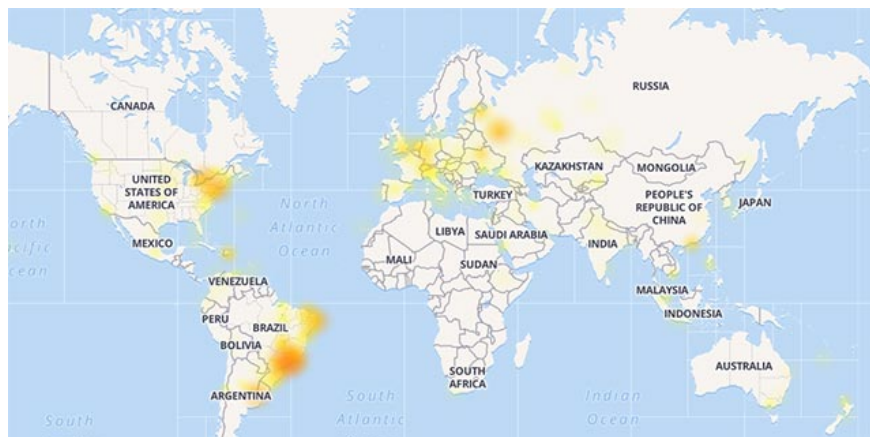 RUSSIA
CANADA
UNITED
STATES OF
AMERICA
KAZAKHSTAN
MONGOLIA
PEOPLE'S
REPUBLIC OF
CHINA
JAPAN
TURKEY
North
Atlantic
Ocean
MEXICO
LIBYA
SAUDI ARABIA
INDIA
MALI
SUDAN
VENEZUELA
MALAYSIA
INDONESIA
PERU
BRAZIL
BOLIVIA
SOUTH
AFRICA
AUSTRALIA
ARGENTINA
South
Atlantic
Indian
Ocean
South